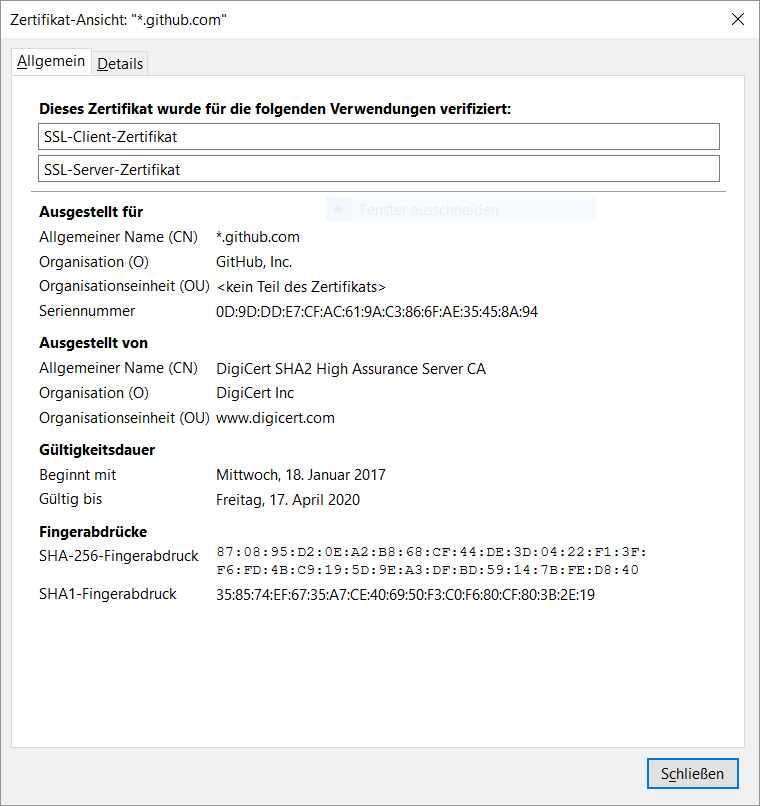 Zertifikat-Ansicht: "*.github.com"
Allgemein Details
Dieses Zertifikat wurde für die folgenden Verwendungen verifiziert:
SSL-Client-Zertifikat
SSL-Server-Zertifikat
Fenster ausschneiden
Ausgestellt für
Allgemeiner Name (CN) *.github.com
Organisation (O) GitHub, Inc.
Organisationseinheit (OU) <kein Teil des Zertifikats>
Seriennummer 0D:9D:DD:E7:CF:AC:61:9A:C3:86:6F:AE:35:45:8A:94
Ausgestellt von
Allgemeiner Name (CN) DigiCert SHA2 High Assurance Server CA
Organisation (O) DigiCert Inc
Organisationseinheit (OU) www.digicert.com
Gültigkeitsdauer
Beginnt mit Mittwoch, 18. Januar 2017
Gültig bis Freitag, 17. April 2020
Fingerabdrücke
SHA-256-Fingerabdruck 87:08:95:D2:0E:A2:B8:68:CF:44:DE:3D:04:22:F1:3F:
F6:FD:4B:C9:19:5D:9E:A3:DF:BD:59:14:7B:FE:D8:40
SHA1-Fingerabdruck 35:85:74:EF:67:35:A7:CE:40:69:50:F3:C0:F6:80:CF:80:3B:2E:19
Schließen